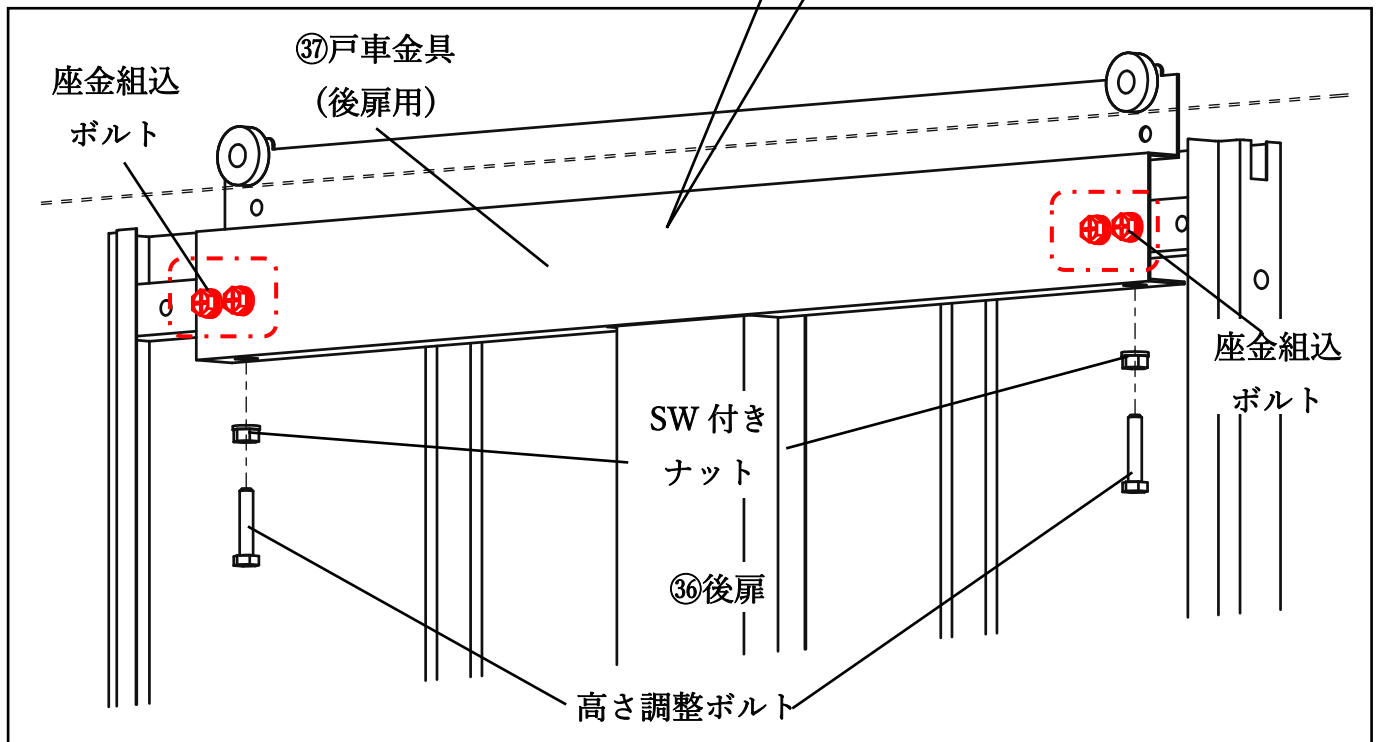 ㊲戸車金具
(後扉用)
座金組込
ボルト
座金組込
ボルト
SW 付き
ナット
㊱後扉
高さ調整ボルト